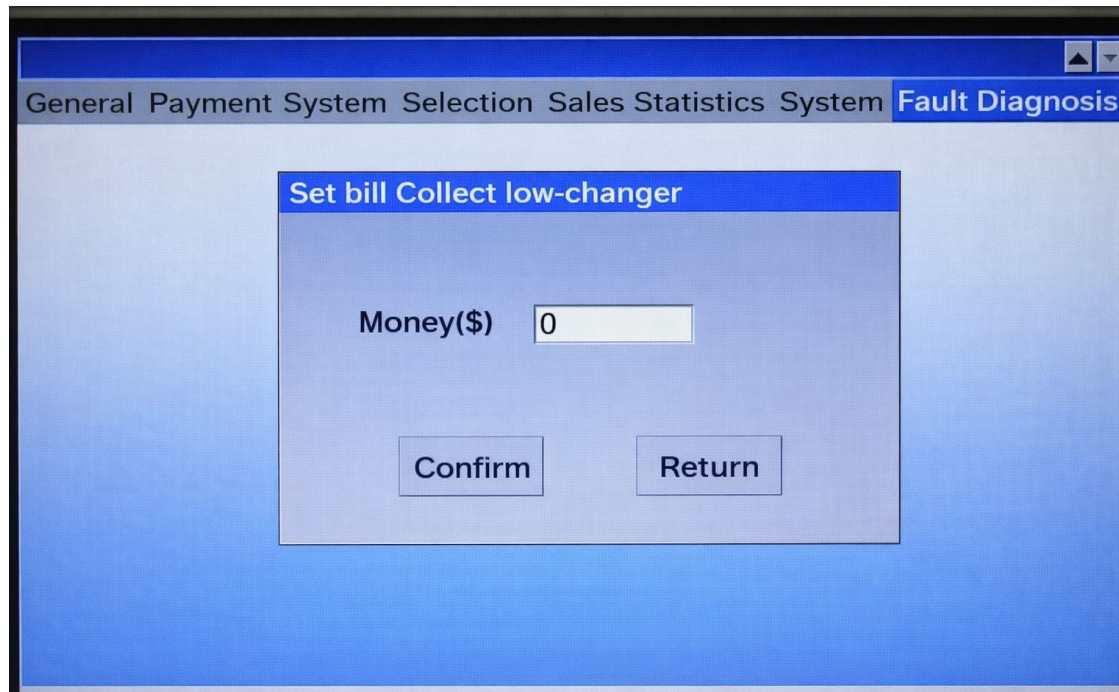 General Payment System Selection Sales Statistics System Fault Diagnosis
Set bill Collect low-changer
Money($) 0
Confirm Return